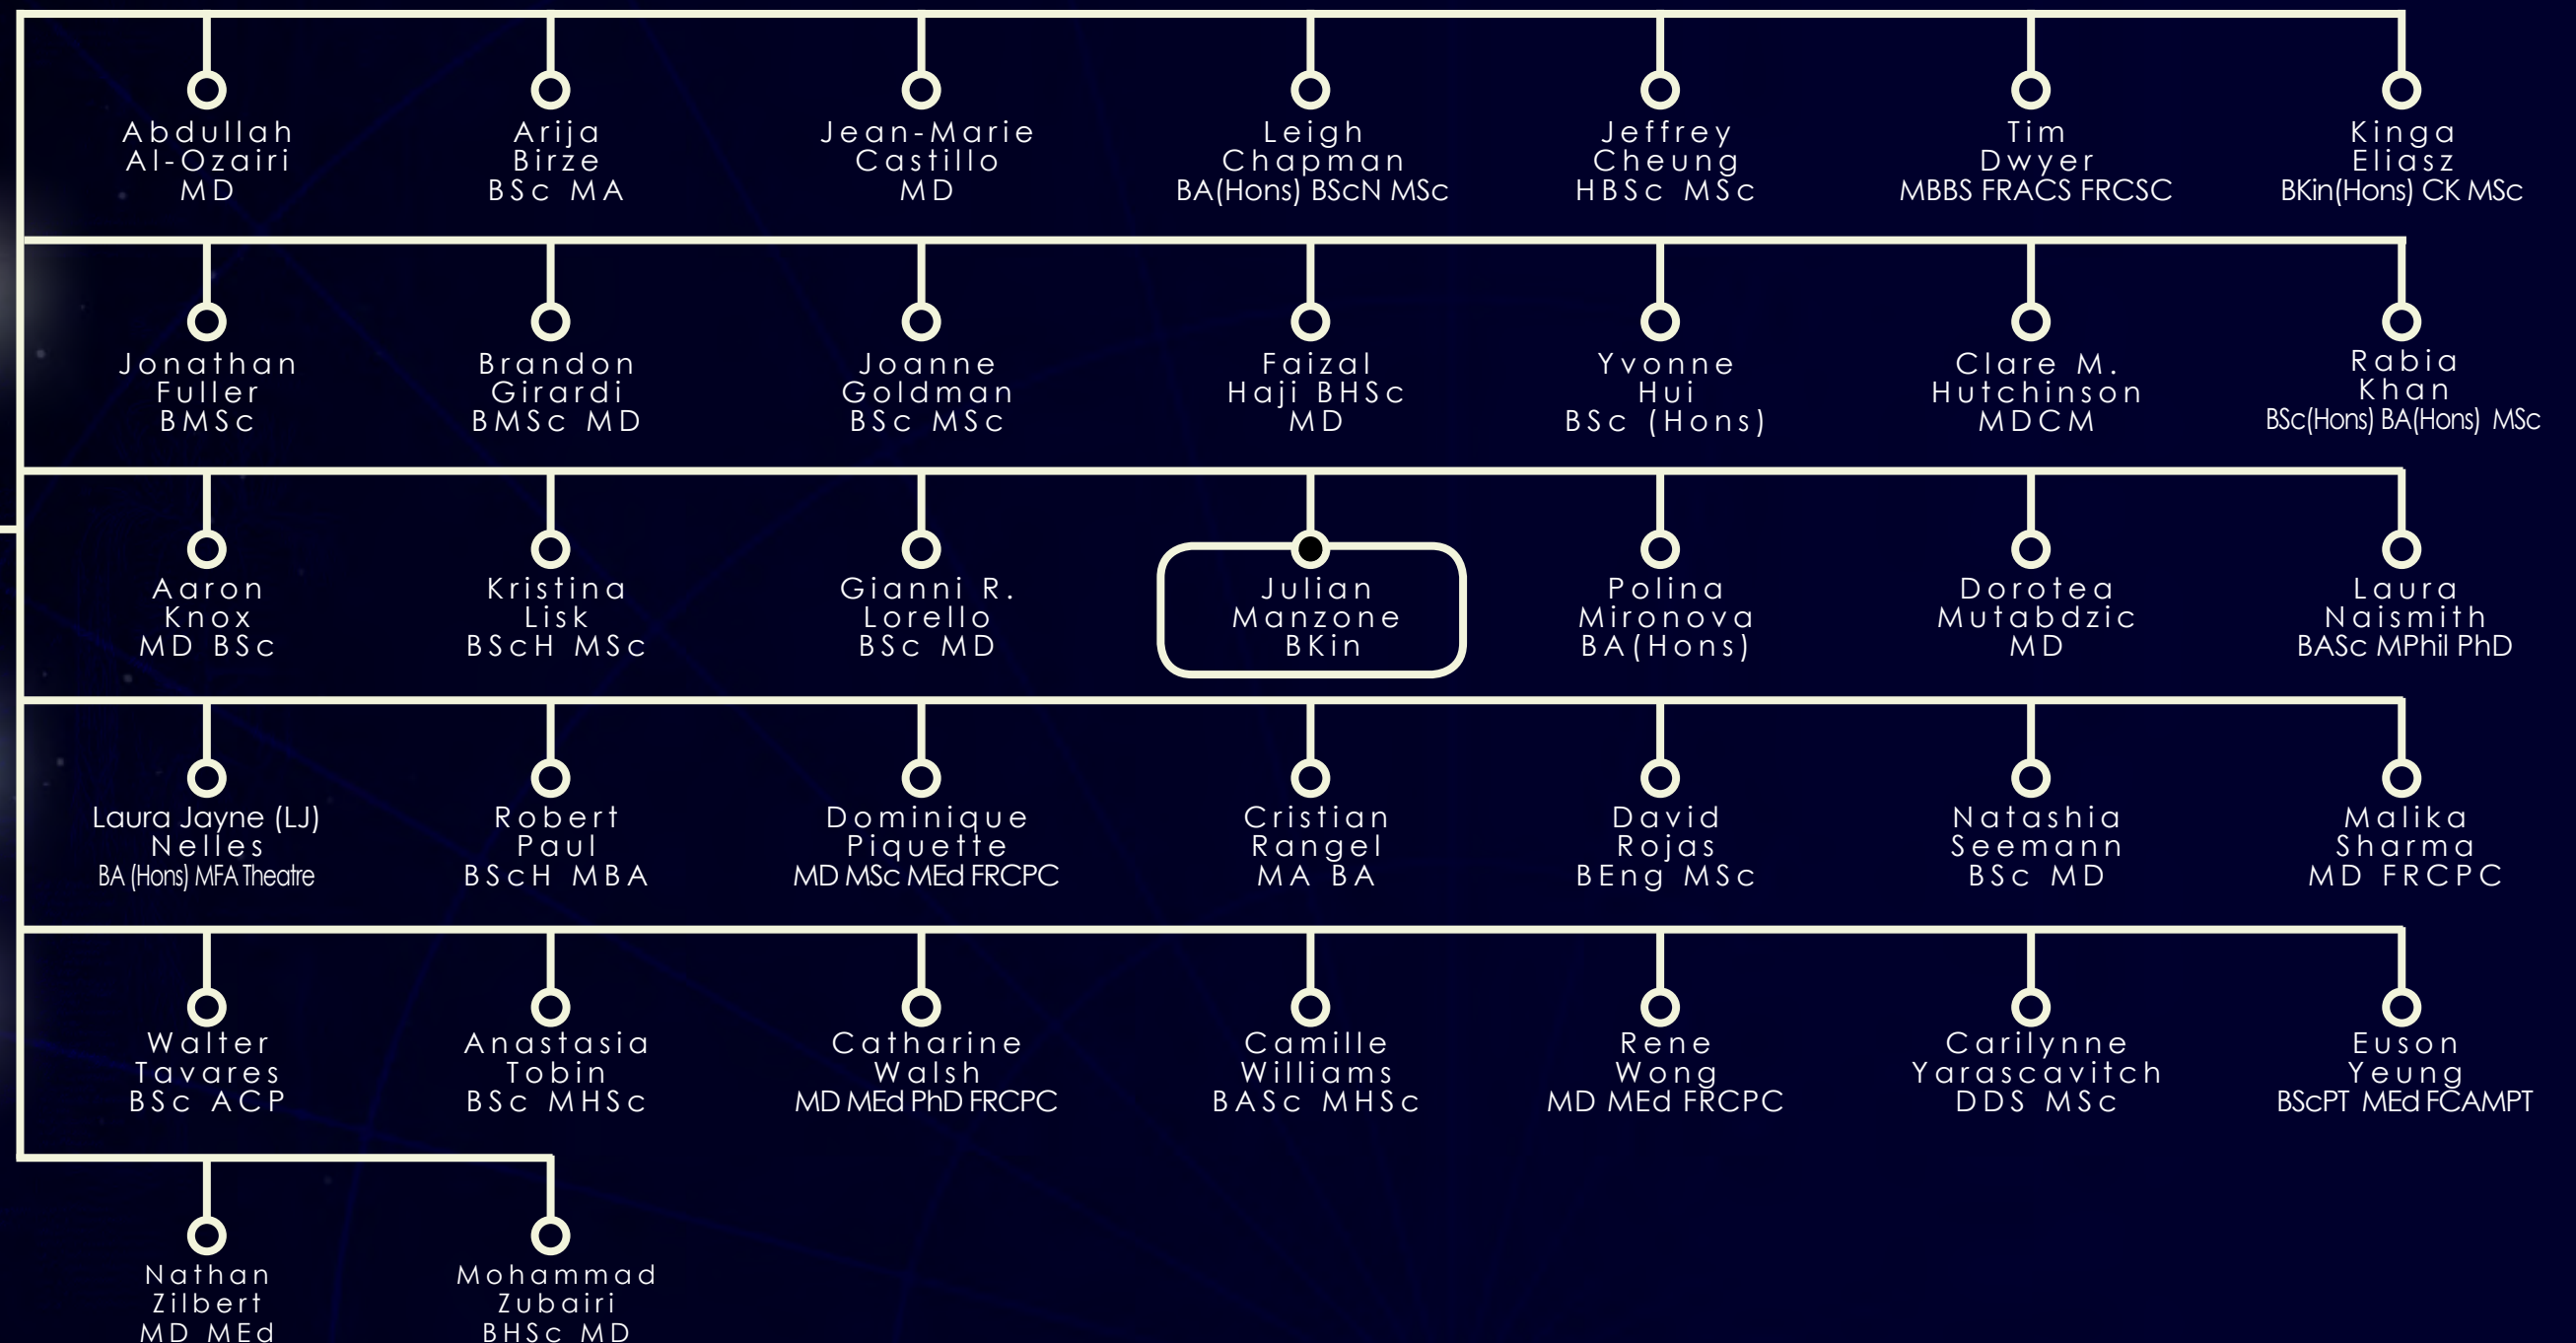 Abdullah
Al-Ozairi
MD
Arija
Birze
BSc MA
Jean-Marie
Castillo
MD
Leigh
Chapman
BA(Hons) BScN MSc
Jeffrey
Cheung
HBSc MSc
Tim
Dwyer
MBBS FRACS FRCSC
Kinga
Eliasz
BKin(Hons) CK MSc
Jonathan
Fuller
BMSc
Brandon
Girardi
BMSc MD
Joanne
Goldman
BSc MSc
Faizal
Haji BHSc
MD
Yvonne
Hui
BSc (Hons)
Clare M.
Hutchinson
MDCM
Rabia
Khan
BSc(Hons) BA(Hons) MSc
Aaron
Knox
MD BSc
Kristina
Lisk
BScH MSc
Gianni R.
Lorello
BSc MD
Julian
Manzone
BKin
Polina
Mironova
BA(Hons)
Dorotea
Mutabdzic
MD
Laura
Naismith
BASc MPhil PhD
Laura Jayne (LJ)
Nelles
BA (Hons) MFA Theatre
Robert
Paul
BScH MBA
Dominique
Piquette
MD MSc MEd FRCPC
Cristian
Rangel
MA BA
David
Rojas
BEng MSc
Natashia
Seemann
BSc MD
Malika
Sharma
MD FRCPC
Walter
Tavares
BSc ACP
Anastasia
Tobin
BSc MHSc
Catharine
Walsh
MD MEd PhD FRCPC
Camille
Williams
BASc MHSc
Rene
Wong
MD MEd FRCPC
Carilynne
Yarascavitch
DDS MSc
Euson
Yeung
BScPT MEd FCAMPT
Nathan
Zilbert
MD MEd
Mohammad
Zubairi
BHSc MD